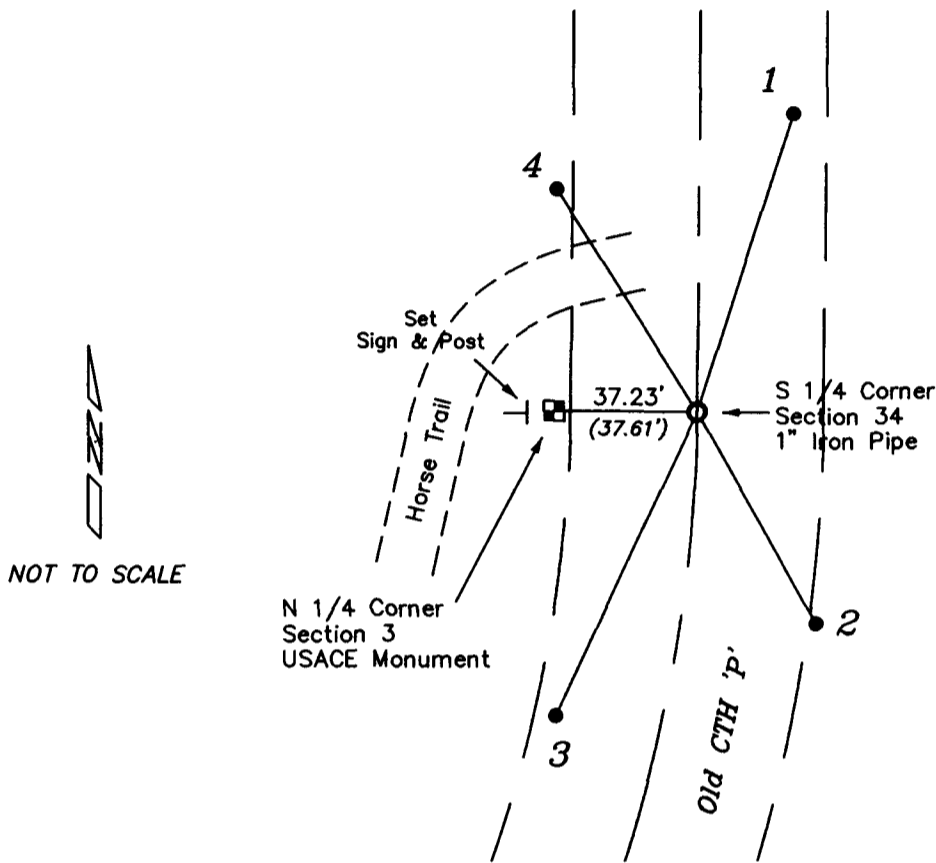 1
4
Set
Sign & Post
37.23'
(37.61')
S 1/4 Corner
Section 34
1" Iron Pipe
Horse Trail
N
NOT TO SCALE
N 1/4 Corner
Section 3
USACE Monument
2
3
Old CTH 'P'